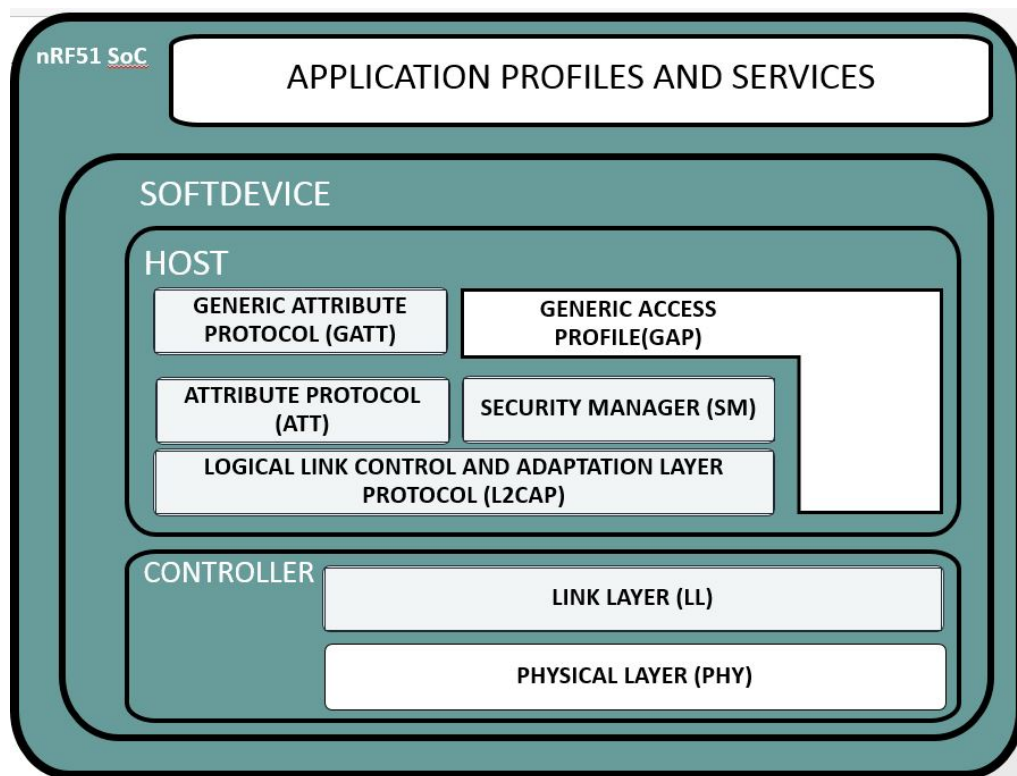 nRF51 SoC
APPLICATION PROFILES AND SERVICES
SOFTDEVICE
HOST
GENERIC ATTRIBUTE
PROTOCOL (GATT)
GENERIC ACCESS
PROFILE(GAP)
ATTRIBUTE PROTOCOL
(ATT)
SECURITY MANAGER (SM)
LOGICAL LINK CONTROL AND ADAPTATION LAYER
PROTOCOL (L2CAP)
CONTROLLER
LINK LAYER (LL)
PHYSICAL LAYER (PHY)